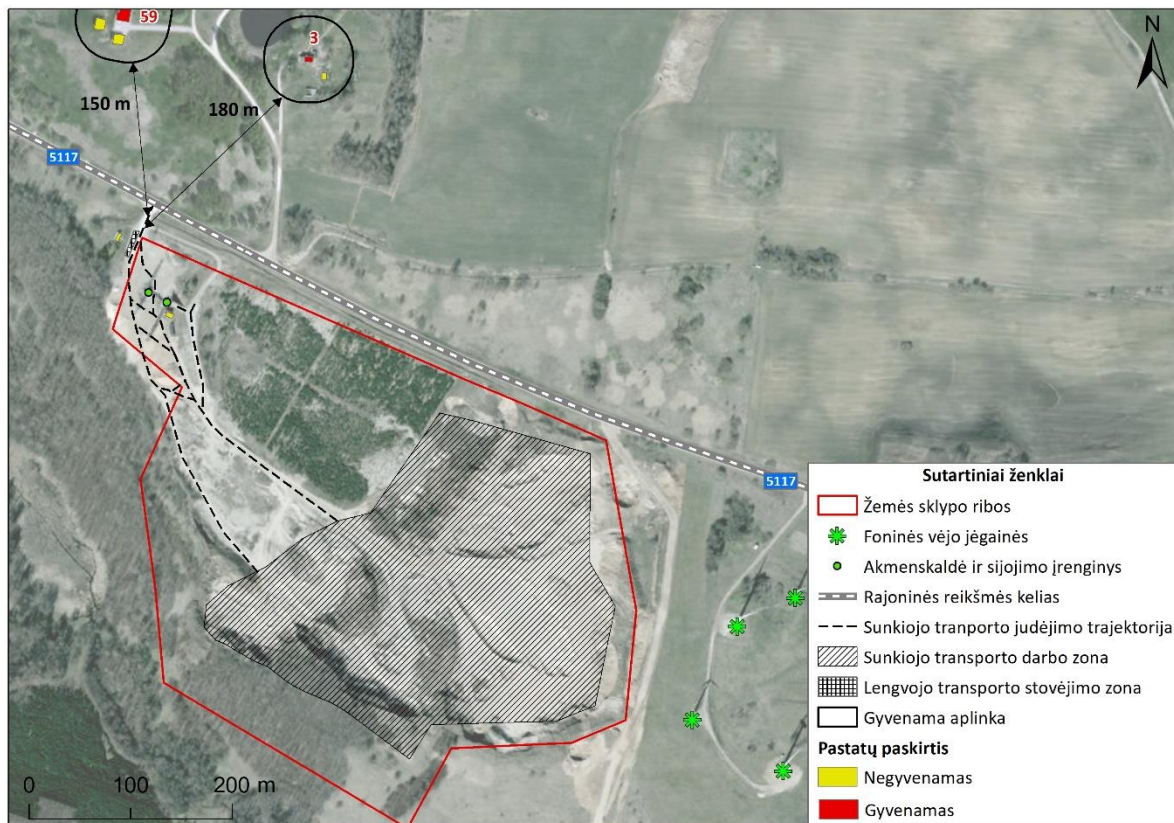 59
3
N
150 m
180 m
5117
5117
Sutartiniai ženklai
Žemės sklypo ribos
Foninės vėjo jėgainės
Akmenskaldė ir sijojimo įrenginys
Rajoninės reikšmės kelias
Sunkiojo tranporto judėjimo trajektorija
Sunkiojo transporto darbo zona
Lengvojo transporto stovėjimo zona
Gyvenama aplinka
Pastatų paskirtis
Negyvenamas
Gyvenamas
0 100 200 m